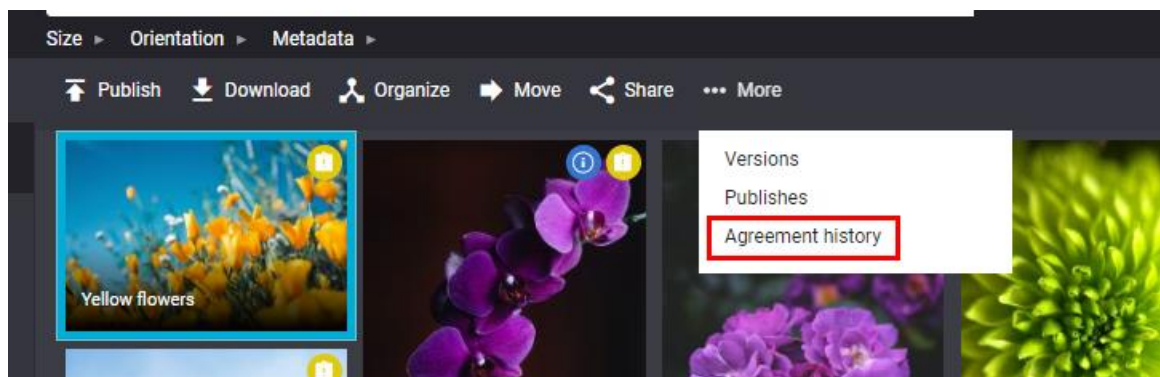 Size ► Orientation ► Metadata ►
Publish Download Organize Move Share ••• More
Versions
Publishes
Agreement history
Yellow flowers